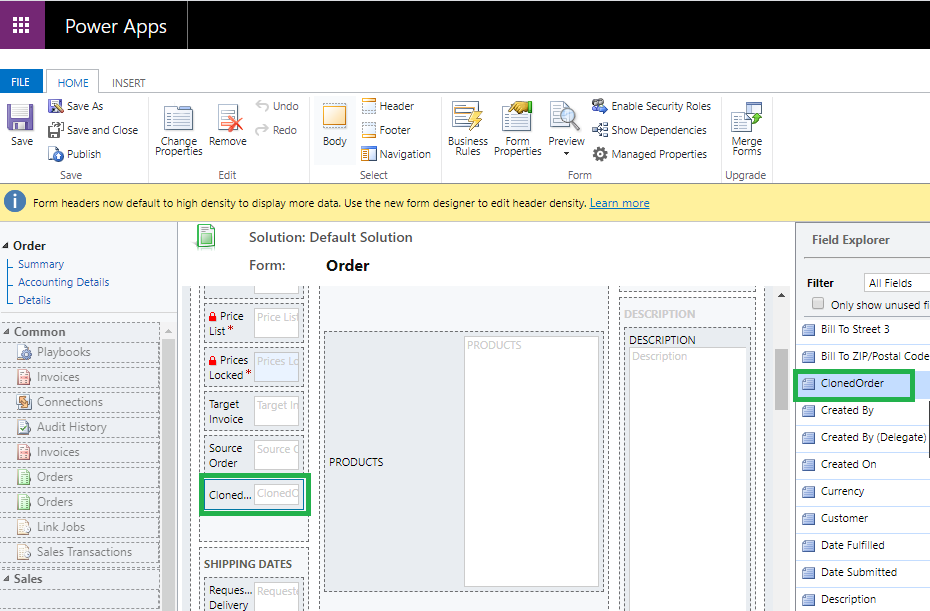 Power Apps
FILE
HOME
INSERT
Save
Save As
Save and Close
Publish
Save
Change
Properties
Remove
Undo
Redo
Edit
Body
Header
Footer
Navigation
Select
Business
Rules
Form
Properties
Preview
Enable Security Roles
Show Dependencies
Managed Properties
Form
Merge
Forms
Upgrade
Form headers now default to high density to display more data. Use the new form designer to edit header density. Learn more
Order
Summary
Accounting Details
Details
Common
Playbooks
Invoices
Connections
Audit History
Invoices
Orders
Orders
Link Jobs
Sales Transactions
Sales
Solution: Default Solution
Form: Order
Price
List *
Price List
Prices
Locked *
Prices Lo
Target
Invoice
Target In
Source
Order
Source O
Cloned...
ClonedO
SHIPPING DATES
Reques...
Delivery
Requeste
PRODUCTS
PRODUCTS
DESCRIPTION
DESCRIPTION
Description
Field Explorer
Filter
All Fields
Only show unused fi
Bill To Street 3
Bill To ZIP/Postal Code
ClonedOrder
Created By
Created By (Delegate)
Created On
Currency
Customer
Date Fulfilled
Date Submitted
Description